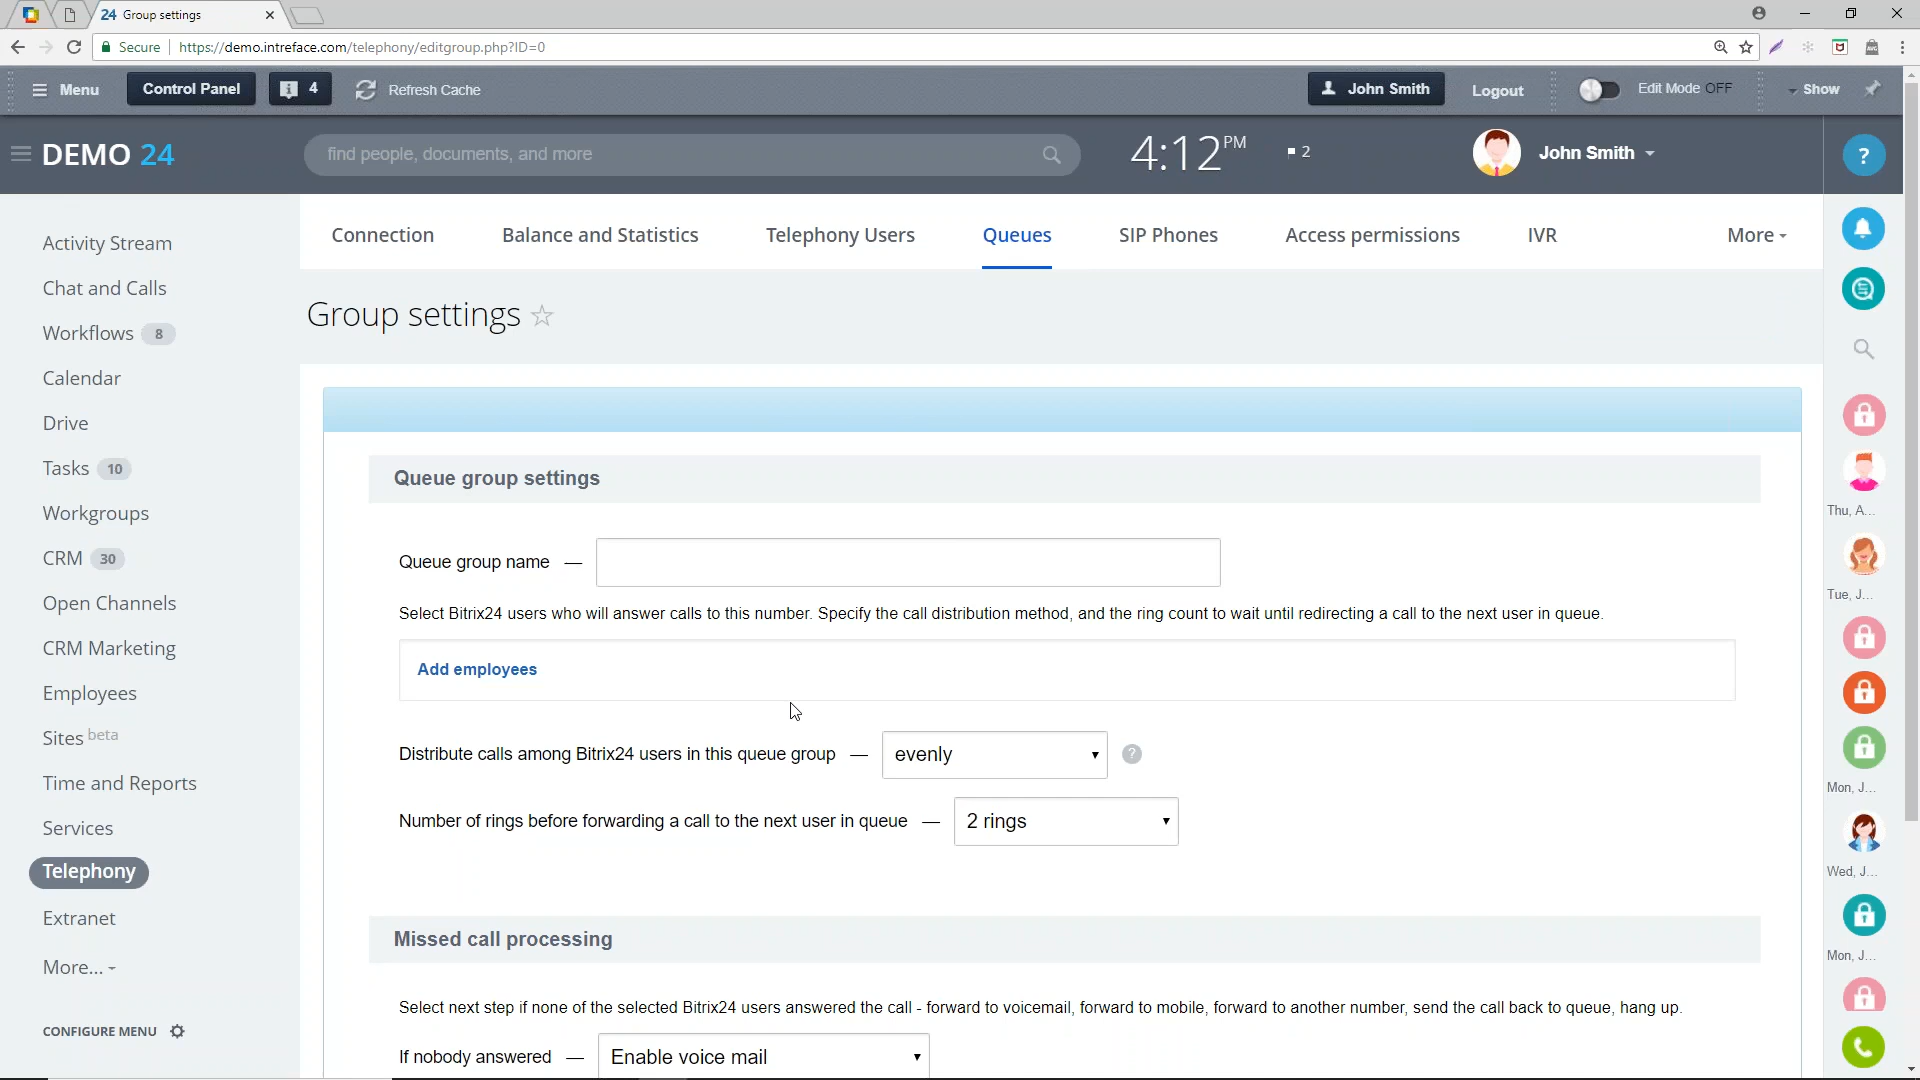 24 Group settings
Secure https://demo.intreface.com/telephony/editgroup.php?ID=0
Menu Control Panel 4 Refresh Cache John Smith Logout Edit Mode OFF Show
DEMO 24 find people, documents, and more 4:12 PM 2 John Smith ?
Connection Balance and Statistics Telephony Users Queues SIP Phones Access permissions IVR More
Activity Stream
Chat and Calls
Workflows 8
Calendar
Drive
Tasks 10
Workgroups
CRM 30
Open Channels
CRM Marketing
Employees
Sites beta
Time and Reports
Services
Telephony
Extranet
More...
CONFIGURE MENU
Group settings
Queue group settings
Queue group name —
Select Bitrix24 users who will answer calls to this number. Specify the call distribution method, and the ring count to wait until redirecting a call to the next user in queue.
Add employees
Distribute calls among Bitrix24 users in this queue group — evenly ?
Number of rings before forwarding a call to the next user in queue — 2 rings
Missed call processing
Select next step if none of the selected Bitrix24 users answered the call - forward to voicemail, forward to mobile, forward to another number, send the call back to queue, hang up.
If nobody answered — Enable voice mail
Thu, A...
Tue, J...
Mon, J...
Wed, J...
Mon, J...